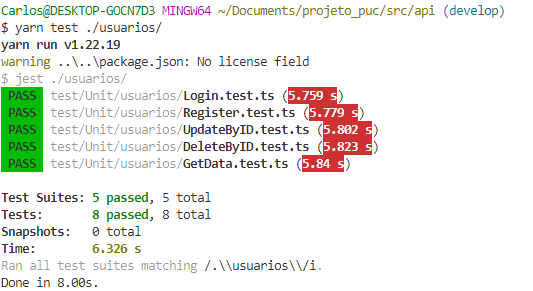 Carlos@DESKTOP-GOCN7D3 MINGW64 ~/Documents/projeto_puc/src/api (develop)
$ yarn test ./usuarios/
yarn run v1.22.19
warning ..\..\package.json: No license field
$ jest ./usuarios/
PASS test/Unit/usuarios/Login.test.ts (5.759 s)
PASS test/Unit/usuarios/Register.test.ts (5.779 s)
PASS test/Unit/usuarios/UpdateByID.test.ts (5.802 s)
PASS test/Unit/usuarios/DeleteByID.test.ts (5.823 s)
PASS test/Unit/usuarios/GetData.test.ts (5.84 s)
Test Suites: 5 passed, 5 total
Tests: 8 passed, 8 total
Snapshots: 0 total
Time: 6.326 s
Ran all test suites matching /.\\usuarios\\/i.
Done in 8.00s.